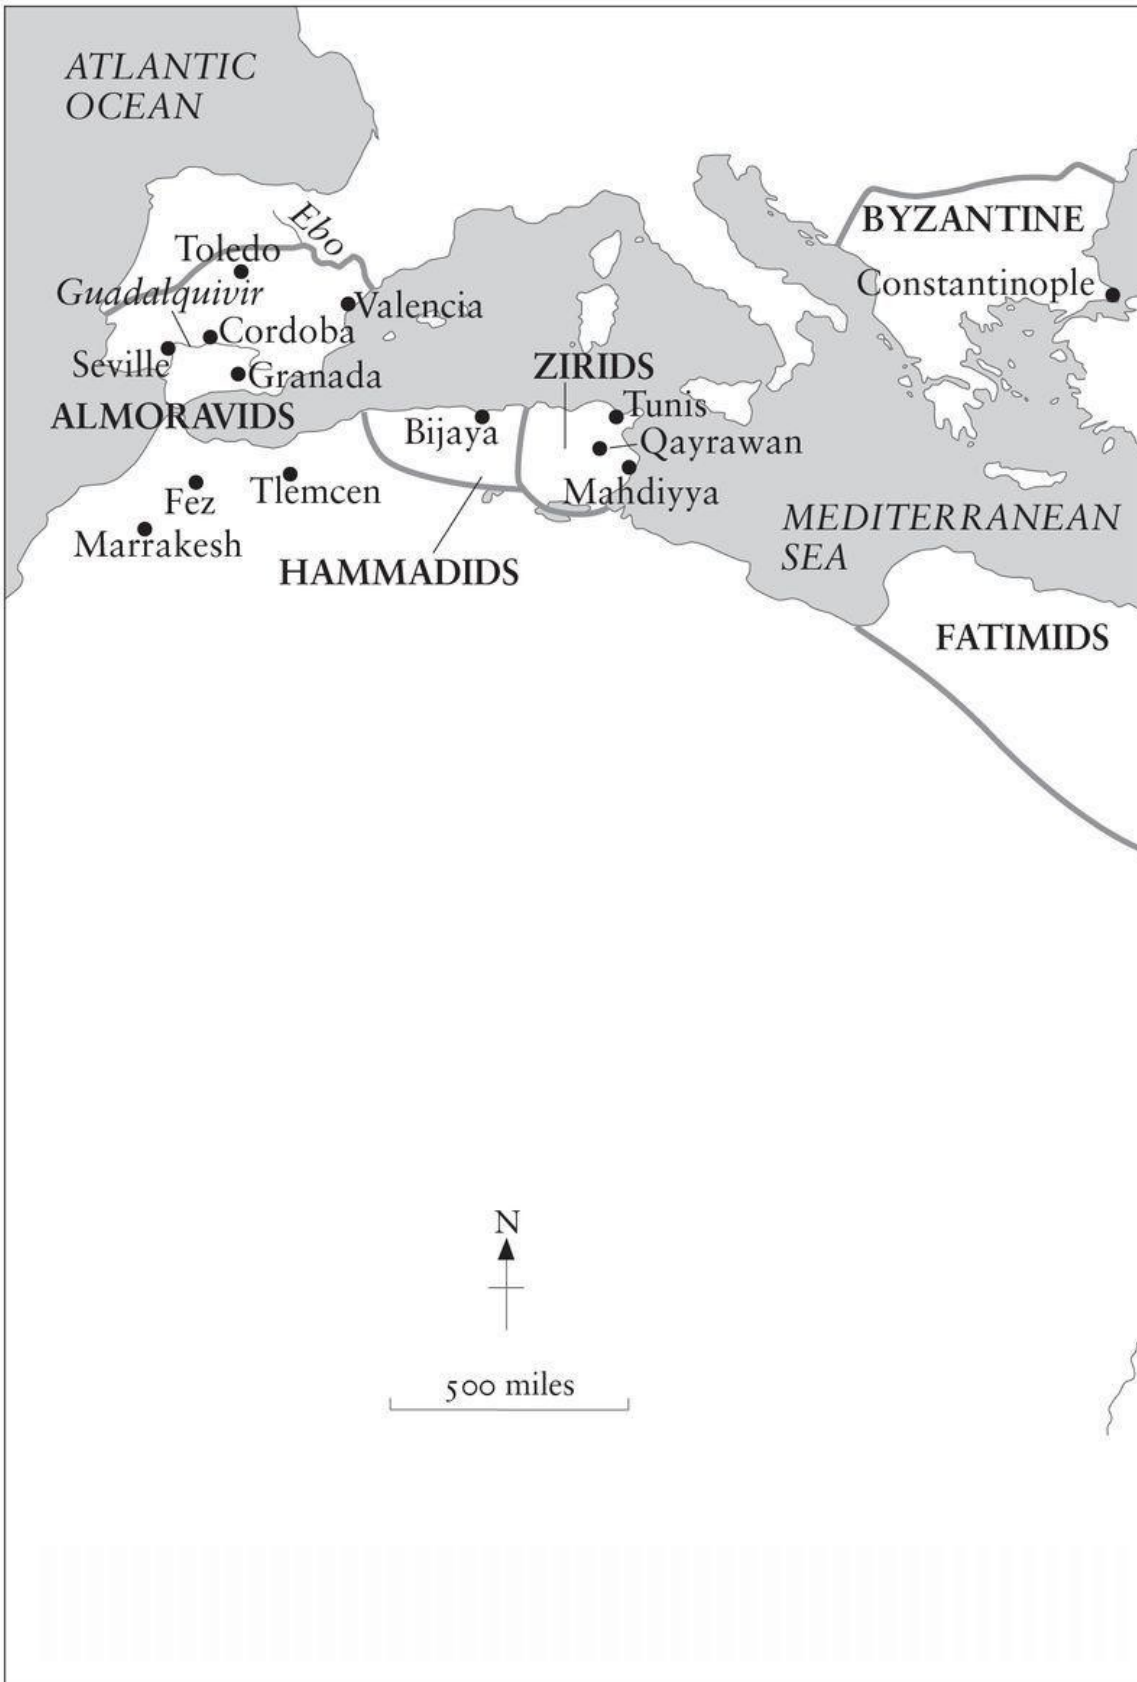 ATLANTIC
OCEAN
Ebo
BYZANTINE
Toledo
Constantinople
Guadalquivir
Valencia
Cordoba
Seville
ZIRIDS
Granada
Tunis
ALMORAVIDS
Bijaya
Qayrawan
Tlemcen
Mahdiyya
Fez
MEDITERRANEAN
SEA
Marrakesh
HAMMADIDS
FATIMIDS
N
500 miles